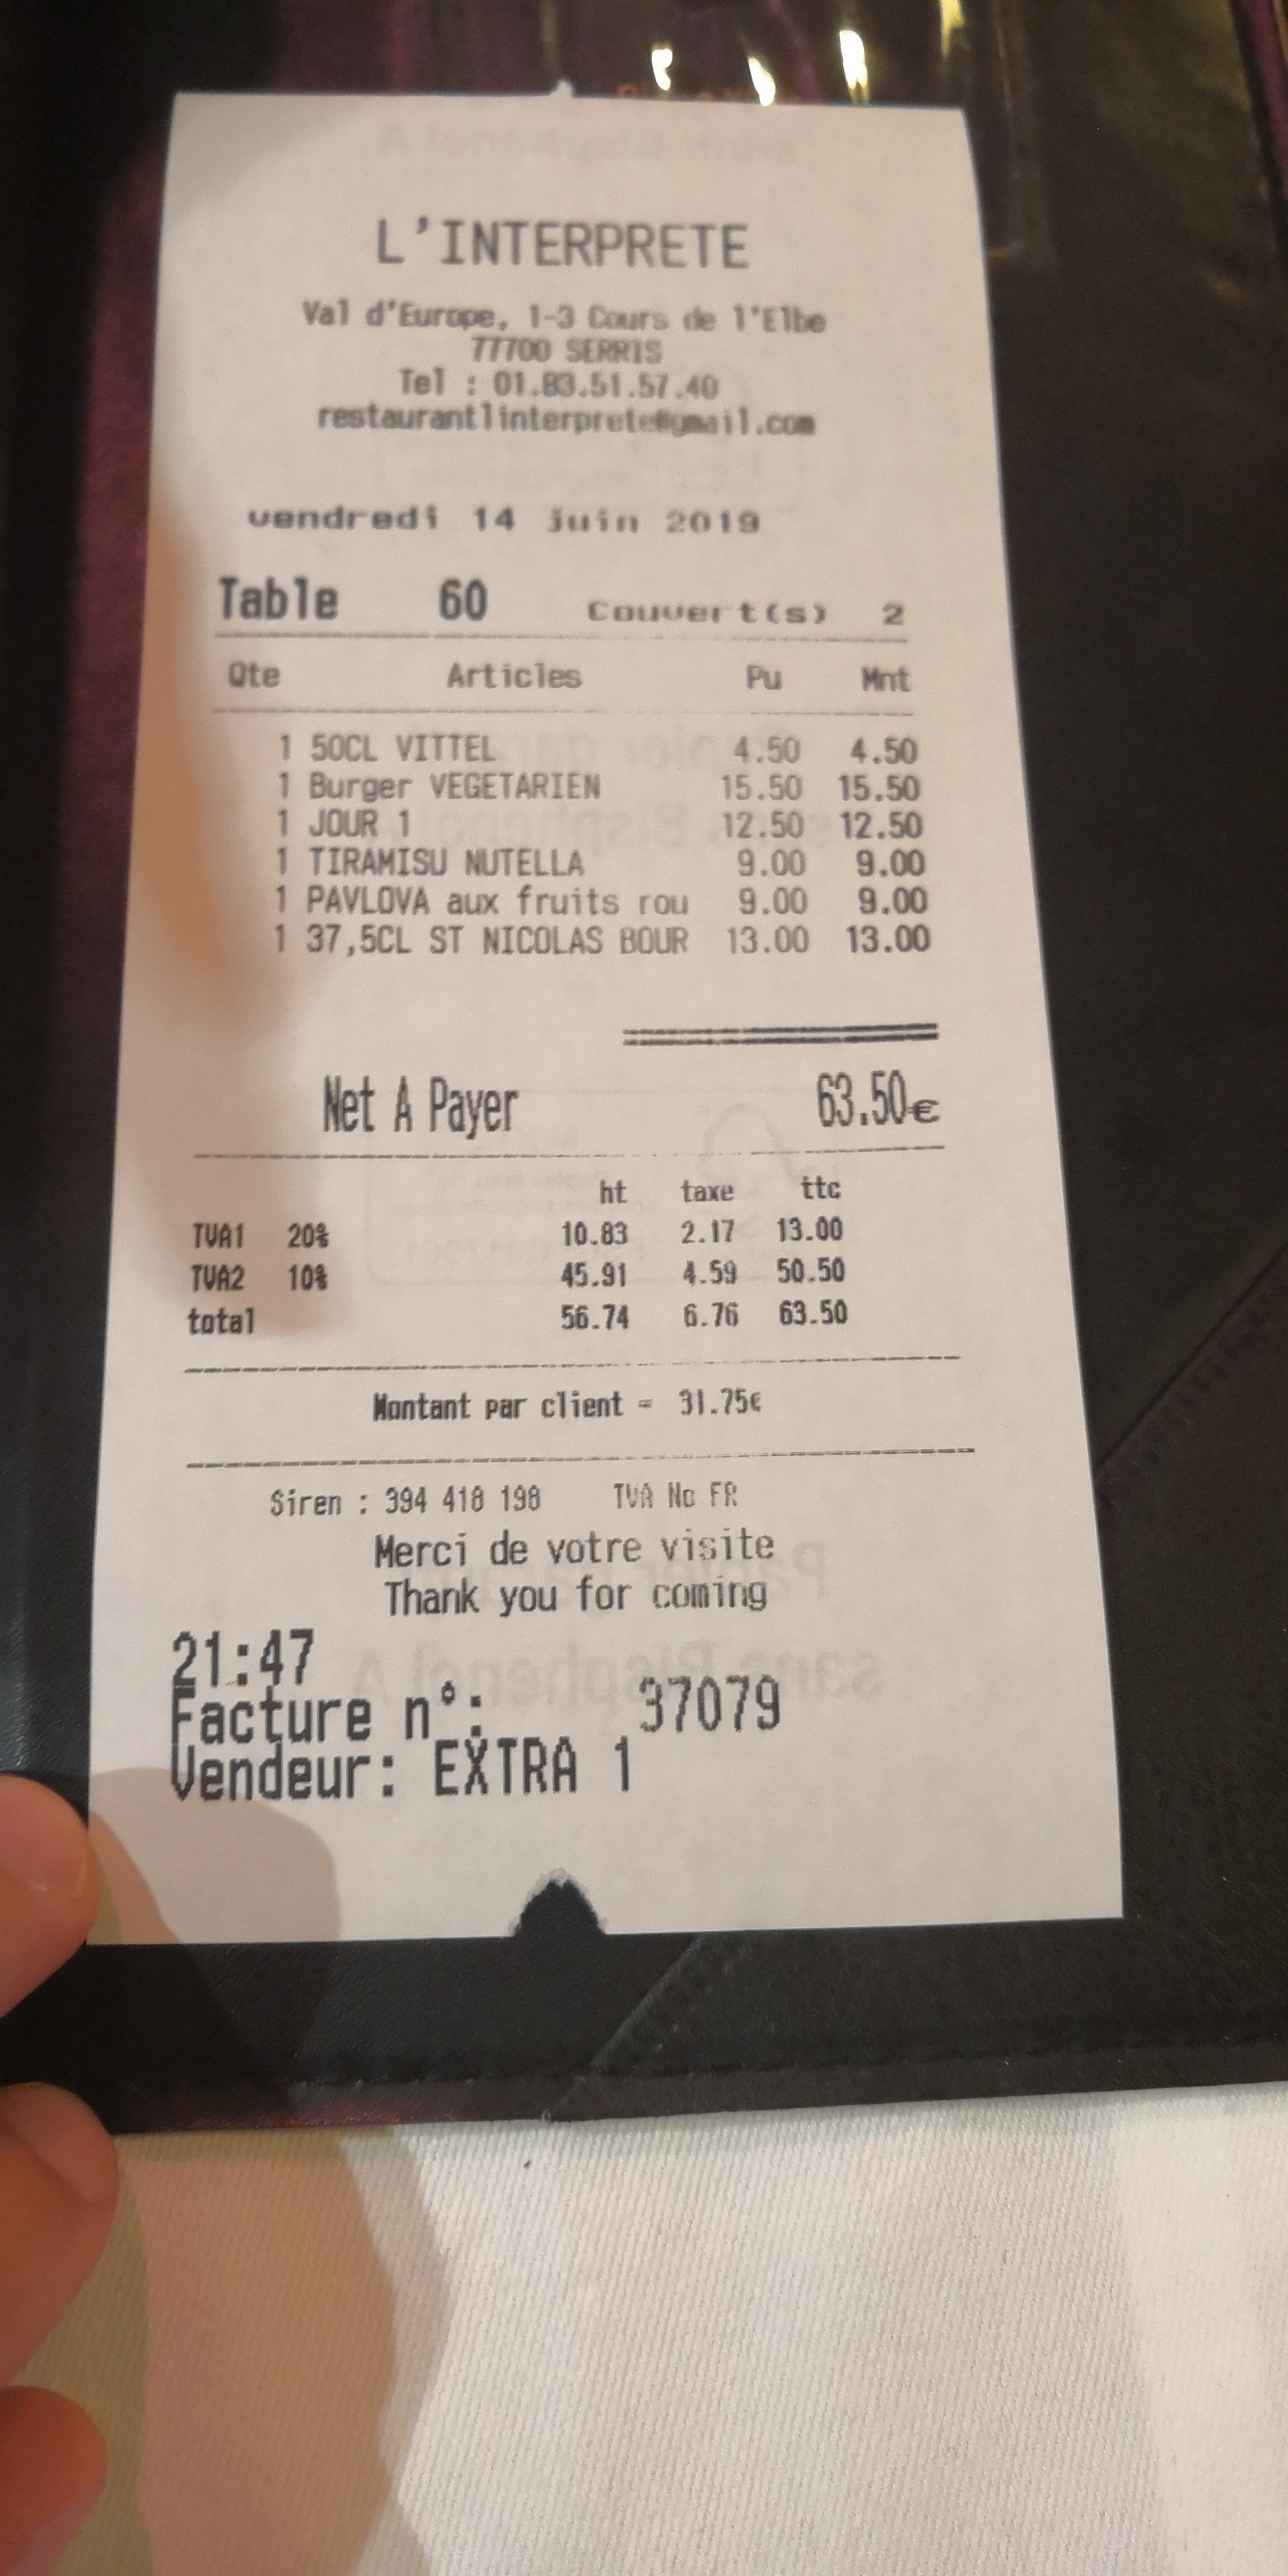 L'INTERPRETE
Val d'Europe, 1-3 Cours de l'Elbe
77700 SERRIS
Tel : 01.83.51.57.40
restaurantlinterprete@gmail.com
vendredi 14 juin 2019
Table 60 Couvert(s) 2
Qte Articles Pu Mnt
1 50CL VITTEL 4.50 4.50
1 Burger VEGETARIEN 15.50 15.50
1 JOUR 1 12.50 12.50
1 TIRAMISU NUTELLA 9.00 9.00
1 PAVLOVA aux fruits rou 9.00 9.00
1 37,5CL ST NICOLAS BOUR 13.00 13.00
Net A Payer 63.50€
ht taxe ttc
TVA1 20% 10.83 2.17 13.00
TVA2 10% 45.91 4.59 50.50
total 56.74 6.76 63.50
Montant par client = 31.75€
Siren : 394 418 198 TVA No FR
Merci de votre visite
Thank you for coming
21:47
Facture n°: 37079
Vendeur: EXTRA 1